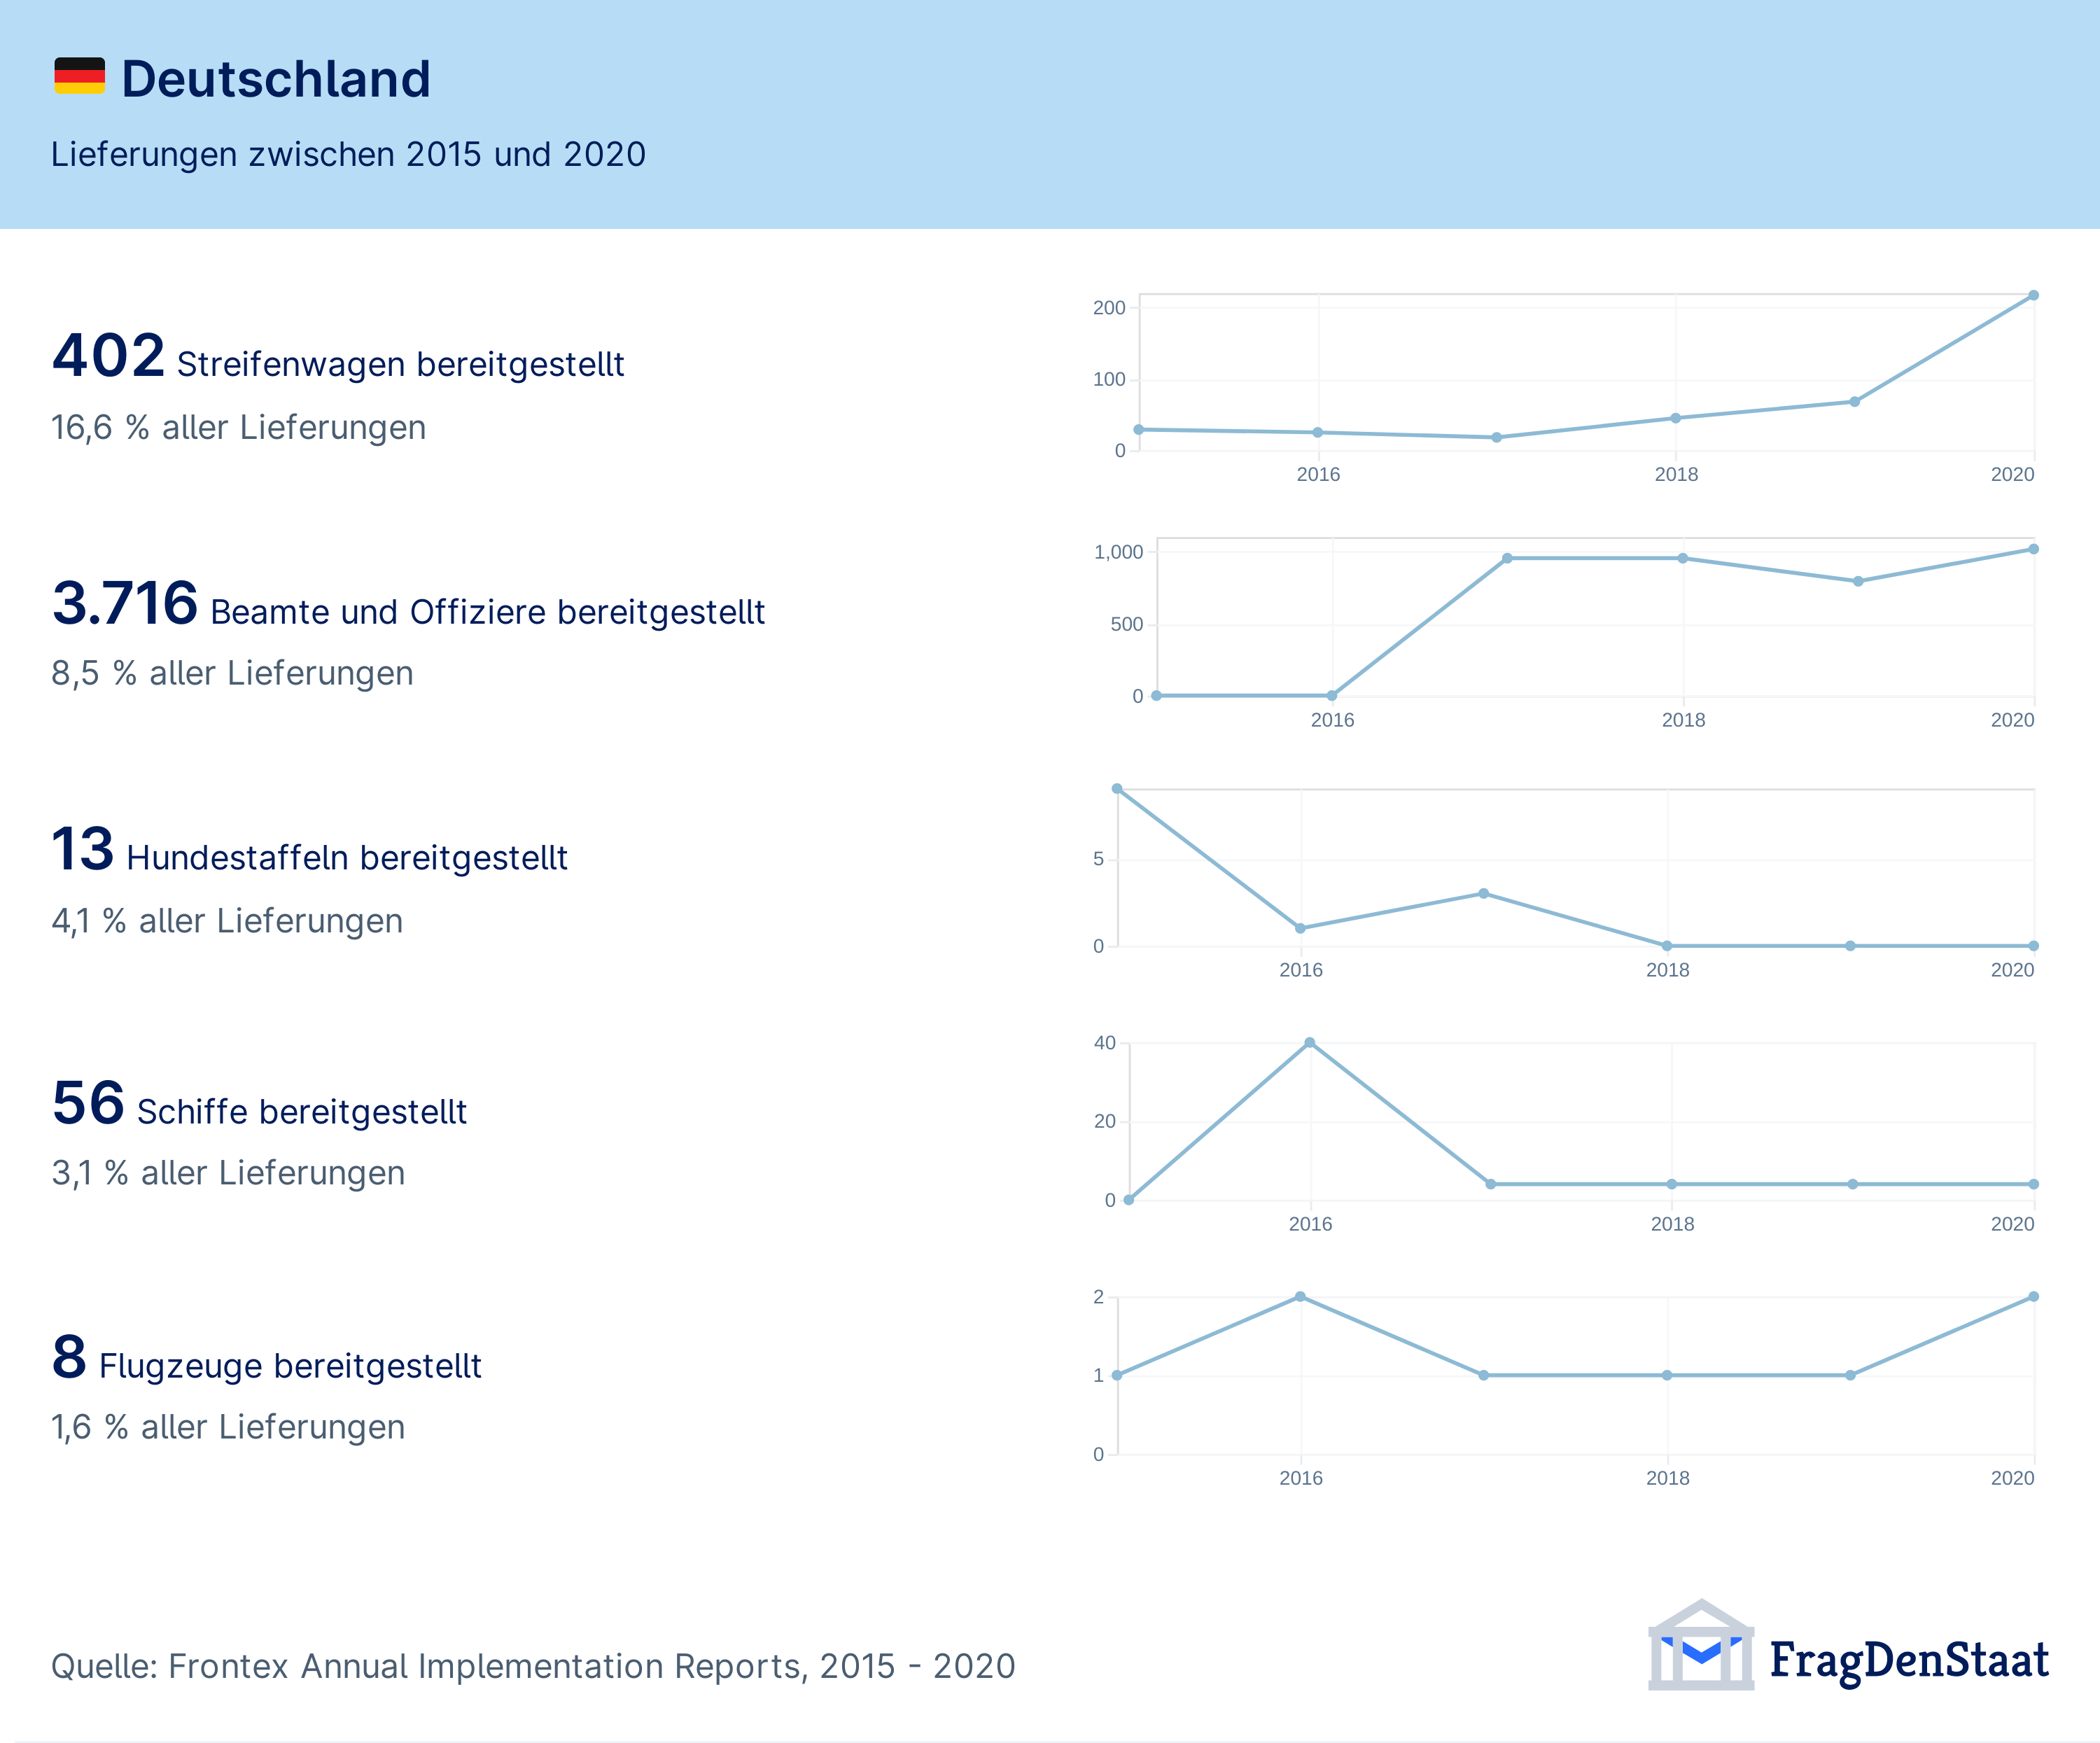 Deutschland
Lieferungen zwischen 2015 und 2020
402 Streifenwagen bereitgestellt
16,6 % aller Lieferungen
200
100
0
2016
2018
2020
3.716 Beamte und Offiziere bereitgestellt
8,5 % aller Lieferungen
1,000
500
0
2016
2018
2020
13 Hundestaffeln bereitgestellt
4,1 % aller Lieferungen
5
0
2016
2018
2020
56 Schiffe bereitgestellt
3,1 % aller Lieferungen
40
20
0
2016
2018
2020
8 Flugzeuge bereitgestellt
1,6 % aller Lieferungen
2
1
0
2016
2018
2020
Quelle: Frontex Annual Implementation Reports, 2015 - 2020
FragDenStaat